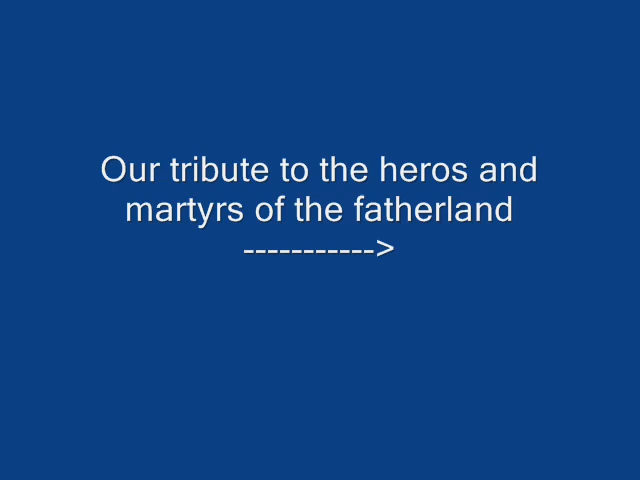 Our tribute to the heros and
martyrs of the fatherland
----------->